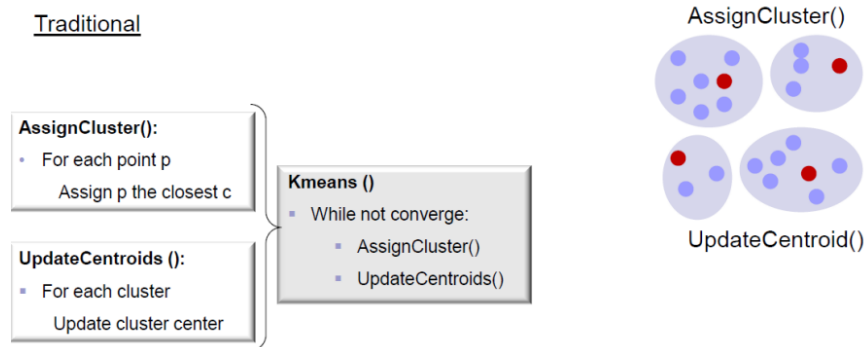 Traditional
AssignCluster():
For each point p
Assign p the closest c
UpdateCentroids ():
For each cluster
Update cluster center
Kmeans ()
While not converge:
AssignCluster()
UpdateCentroids()
AssignCluster()
UpdateCentroid()